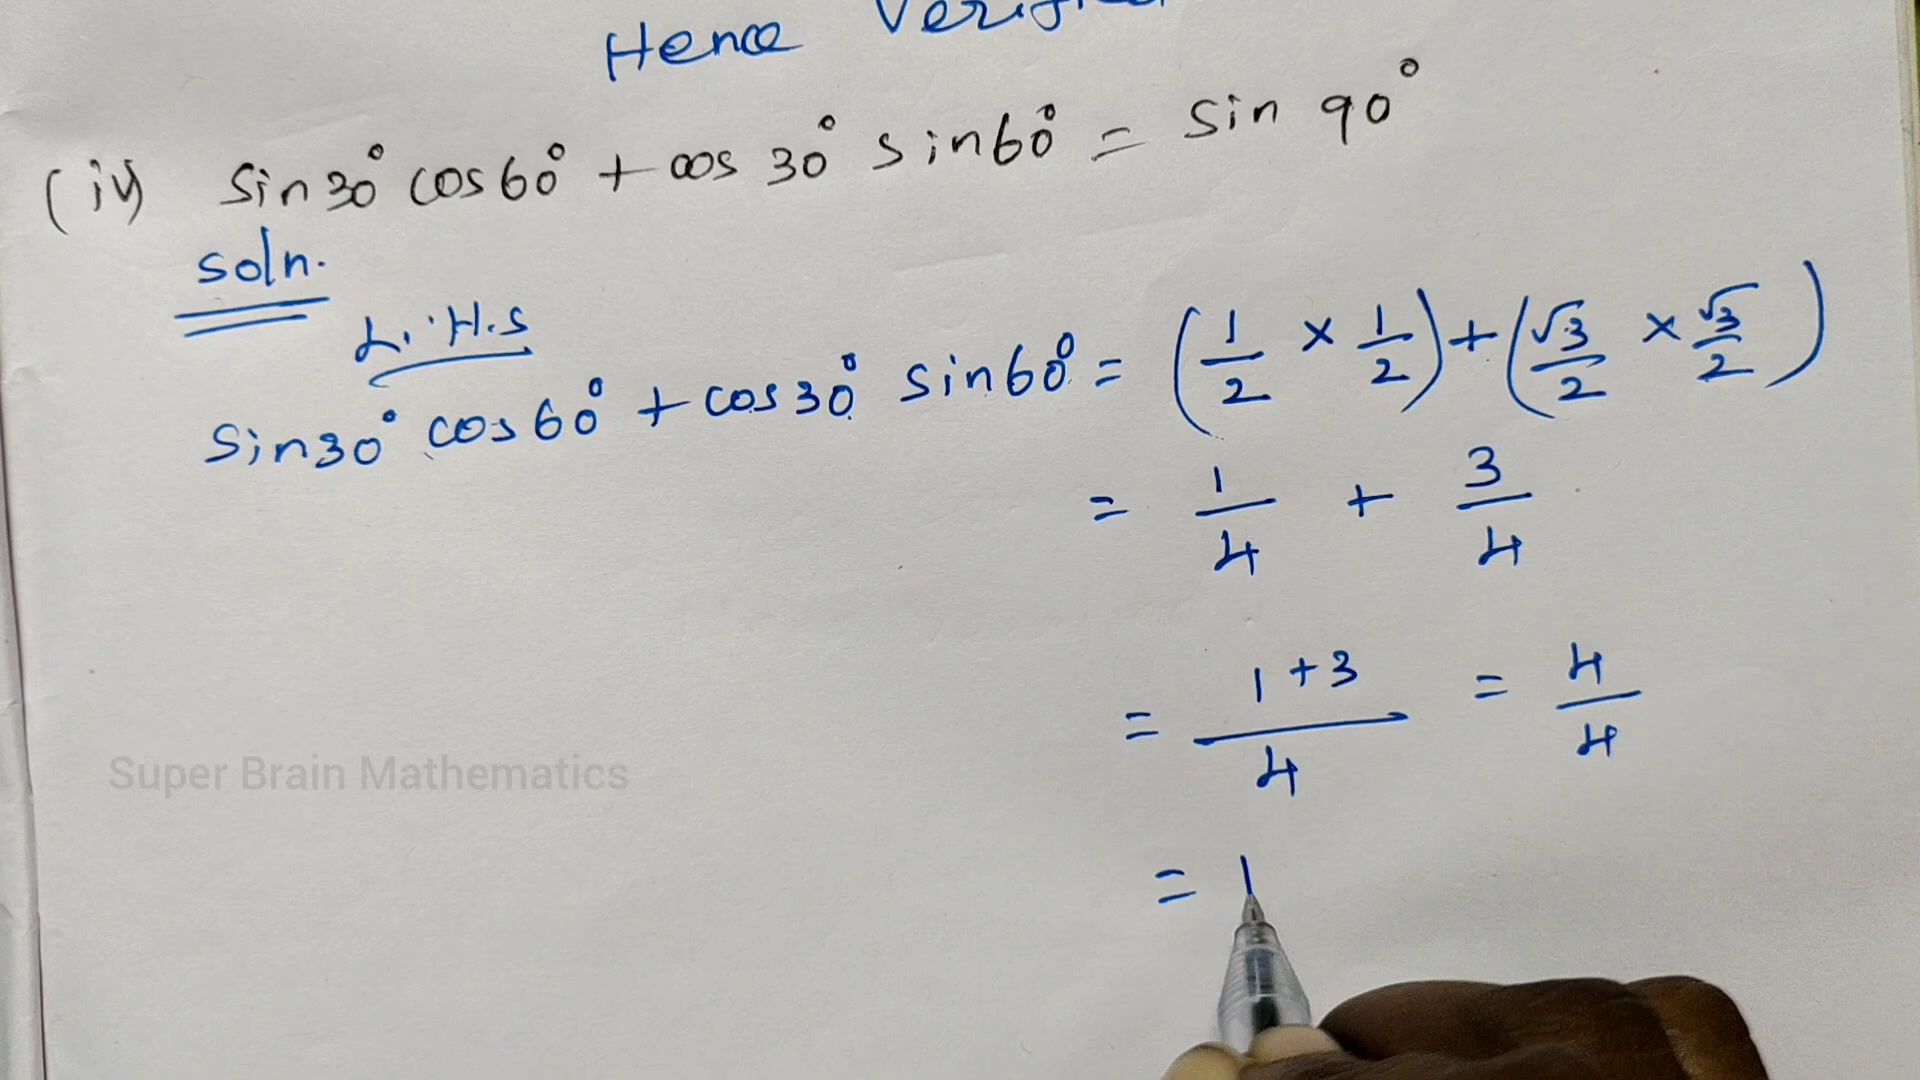 Hence
(iv) Sin30° cos60° + cos 30° sin60° = Sin 90°
Soln.
L.H.S
Sin30° cos60° + cos30° sin60° = (1/2 × 1/2) + (√3/2 × √3/2)
= 1/4 + 3/4
= 1+3/4 = 4/4
= 1
Super Brain Mathematics